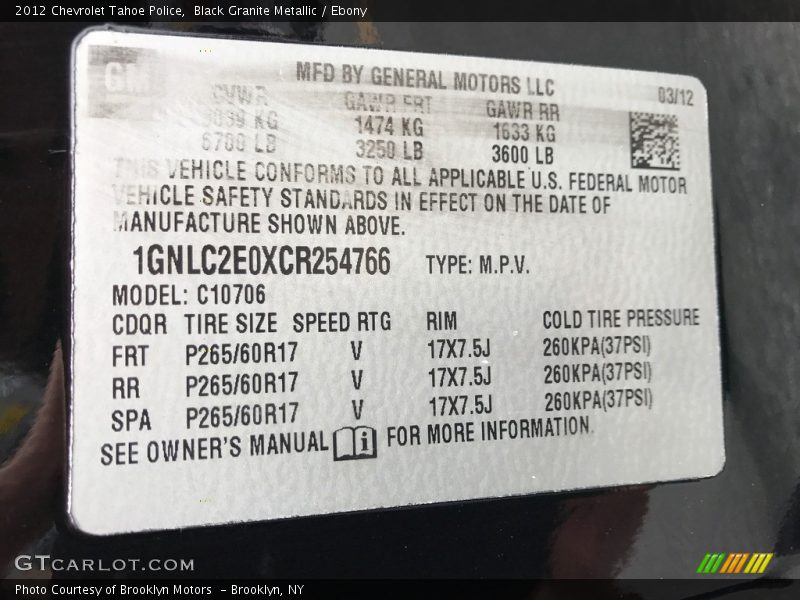 2012 Chevrolet Tahoe Police, Black Granite Metallic / Ebony
GM
MFD BY GENERAL MOTORS LLC
03/12
GVWR GAWR FRT GAWR RR
KG 1474 KG 1633 KG
6700 LB 3250 LB 3600 LB
THIS VEHICLE CONFORMS TO ALL APPLICABLE U.S. FEDERAL MOTOR
VEHICLE SAFETY STANDARDS IN EFFECT ON THE DATE OF
MANUFACTURE SHOWN ABOVE.
1GNLC2E0XCR254766 TYPE: M.P.V.
MODEL: C10706
CDQR TIRE SIZE SPEED RTG RIM COLD TIRE PRESSURE
FRT P265/60R17 V 17X7.5J 260KPA(37PSI)
RR P265/60R17 V 17X7.5J 260KPA(37PSI)
SPA P265/60R17 V 17X7.5J 260KPA(37PSI)
SEE OWNER'S MANUAL i FOR MORE INFORMATION.
GTCARLOT.COM
Photo Courtesy of Brooklyn Motors - Brooklyn, NY